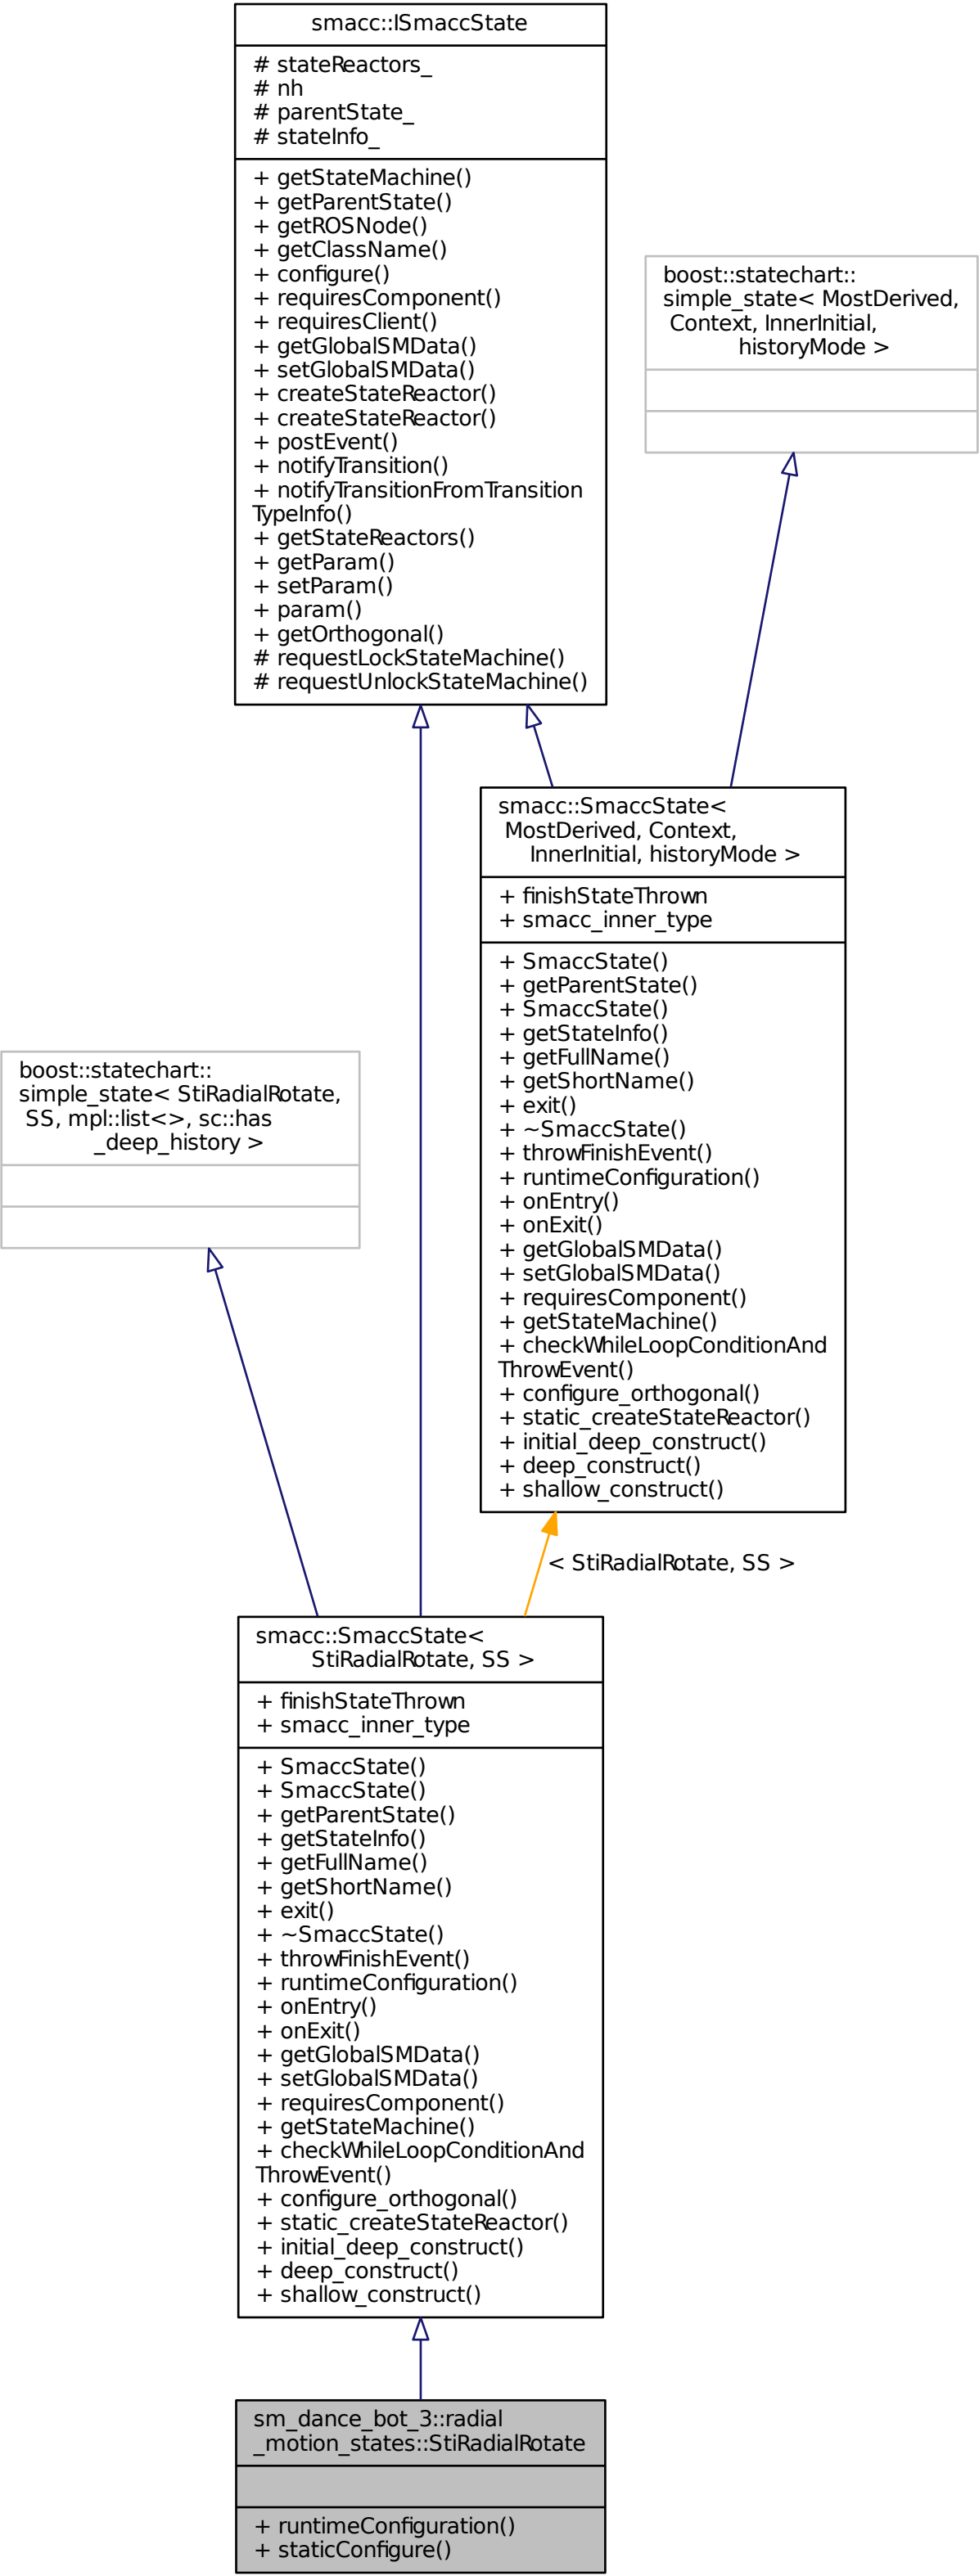 smacc::ISmaccState
# stateReactors_
# nh
# parentState_
# stateInfo_
+ getStateMachine()
+ getParentState()
+ getROSNode()
+ getClassName()
+ configure()
+ requiresComponent()
+ requiresClient()
+ getGlobalSMData()
+ setGlobalSMData()
+ createStateReactor()
+ createStateReactor()
+ postEvent()
+ notifyTransition()
+ notifyTransitionFromTransition
TypeInfo()
+ getStateReactors()
+ getParam()
+ setParam()
+ param()
+ getOrthogonal()
# requestLockStateMachine()
# requestUnlockStateMachine()
boost::statechart::
simple_state< MostDerived,
Context, InnerInitial,
historyMode >
smacc::SmaccState<
MostDerived, Context,
InnerInitial, historyMode >
+ finishStateThrown
+ smacc_inner_type
+ SmaccState()
+ getParentState()
+ SmaccState()
+ getStateInfo()
+ getFullName()
+ getShortName()
+ exit()
+ ~SmaccState()
+ throwFinishEvent()
+ runtimeConfiguration()
+ onEntry()
+ onExit()
+ getGlobalSMData()
+ setGlobalSMData()
+ requiresComponent()
+ getStateMachine()
+ checkWhileLoopConditionAnd
ThrowEvent()
+ configure_orthogonal()
+ static_createStateReactor()
+ initial_deep_construct()
+ deep_construct()
+ shallow_construct()
boost::statechart::
simple_state< StiRadialRotate,
SS, mpl::list<>, sc::has
_deep_history >
< StiRadialRotate, SS >
smacc::SmaccState<
StiRadialRotate, SS >
+ finishStateThrown
+ smacc_inner_type
+ SmaccState()
+ SmaccState()
+ getParentState()
+ getStateInfo()
+ getFullName()
+ getShortName()
+ exit()
+ ~SmaccState()
+ throwFinishEvent()
+ runtimeConfiguration()
+ onEntry()
+ onExit()
+ getGlobalSMData()
+ setGlobalSMData()
+ requiresComponent()
+ getStateMachine()
+ checkWhileLoopConditionAnd
ThrowEvent()
+ configure_orthogonal()
+ static_createStateReactor()
+ initial_deep_construct()
+ deep_construct()
+ shallow_construct()
sm_dance_bot_3::radial
_motion_states::StiRadialRotate
+ runtimeConfiguration()
+ staticConfigure()